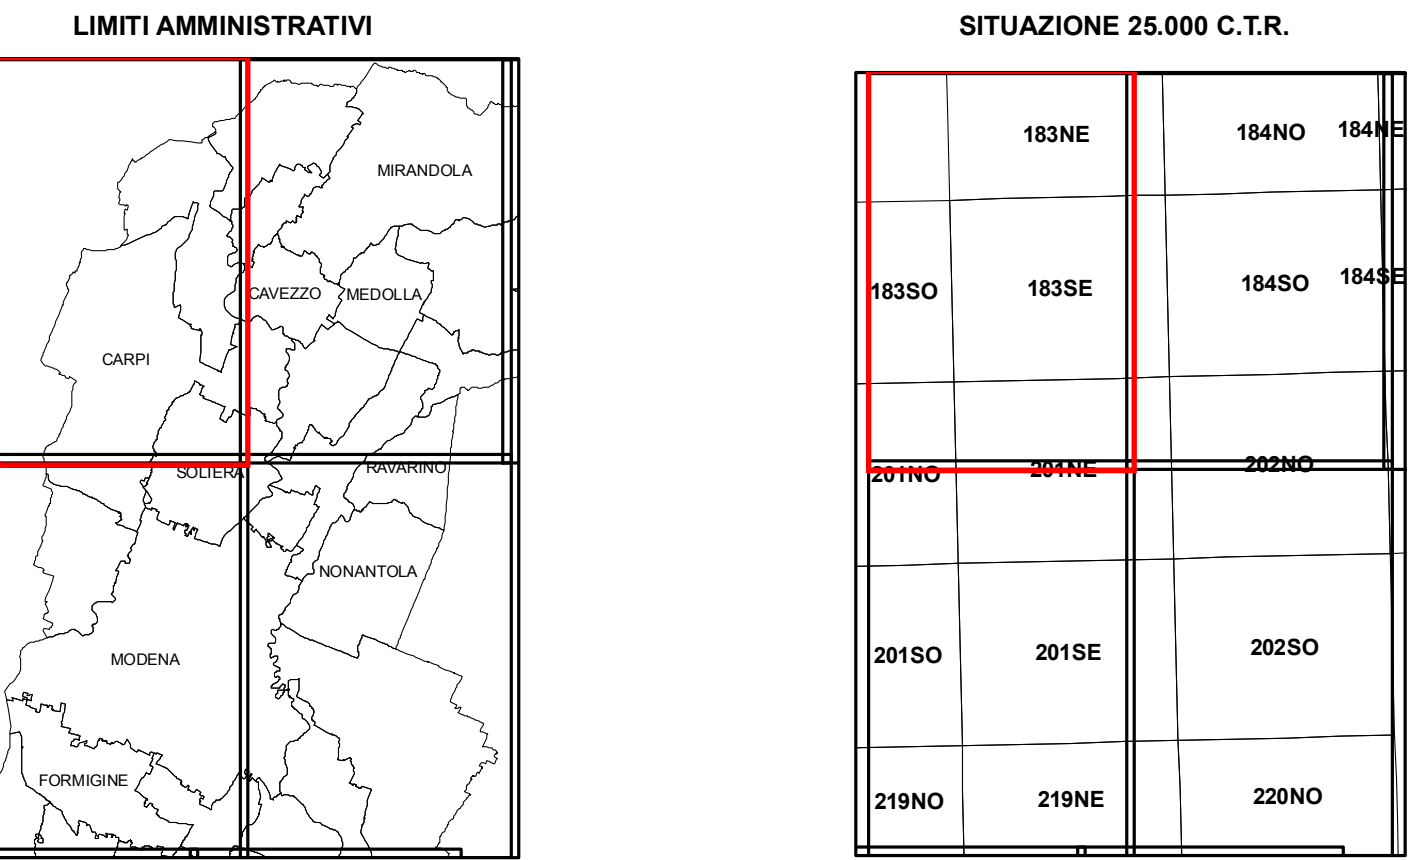 LIMITI AMMINISTRATIVI
MIRANDOLA
CAVEZZO
MEDOLLA
CARPI
SOLIERA
RAVARINO
NONANTOLA
MODENA
FORMIGINE
SITUAZIONE 25.000 C.T.R.
183NE
184NO
184NE
183SO
183SE
184SO
184SE
201NO
201NE
202NO
201SO
201SE
202SO
219NO
219NE
220NO